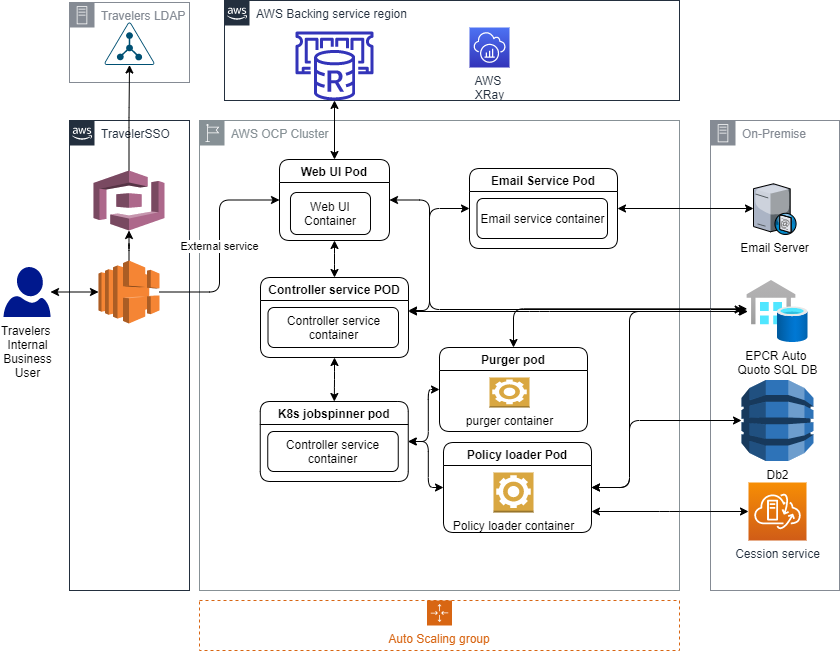 Travelers LDAP
aws
AWS Backing service region
R
AWS
XRay
aws
TravelerSSO
AWS OCP Cluster
On-Premise
Web UI Pod
Web UI
Container
Email Service Pod
Email service container
Email Server
External service
Travelers
Internal
Business
User
Controller service POD
Controller service
container
EPCR Auto
Quoto SQL DB
Purger pod
purger container
K8s jobspinner pod
Controller service
container
Policy loader Pod
Policy loader container
Db2
Cession service
Auto Scaling group